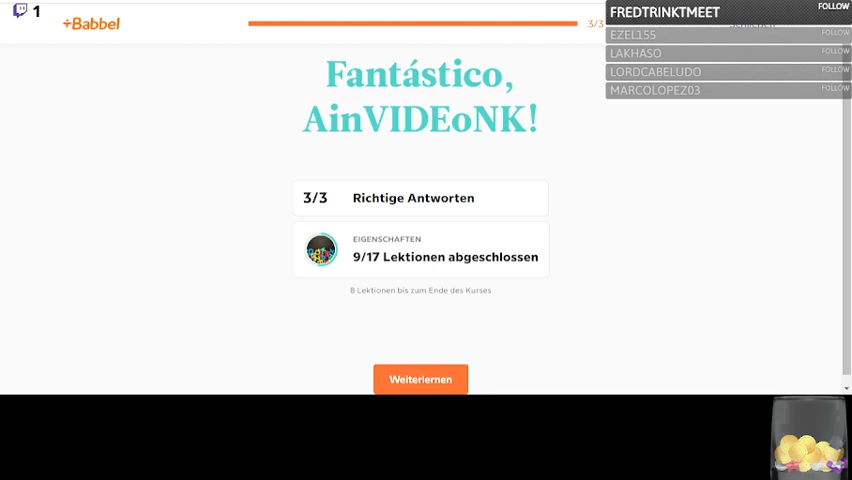 1
+Babbel
3/3
FREDTRINKTMEET FOLLOW
EZEL155 FOLLOW
LAKHASO FOLLOW
LORDCABELUDO FOLLOW
MARCOLOPEZ03 FOLLOW
Fantástico,
AinVIDEoNK!
3/3 Richtige Antworten
EIGENSCHAFTEN
9/17 Lektionen abgeschlossen
8 Lektionen bis zum Ende des Kurses
Weiterlernen